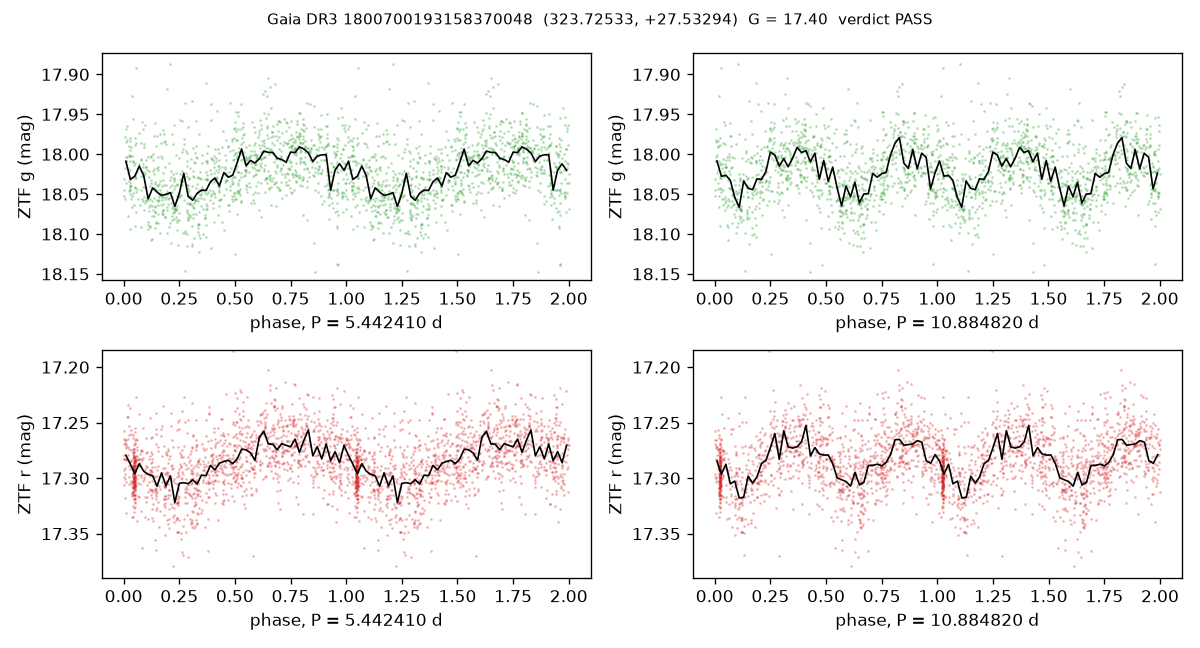 Gaia DR3 1800700193158370048 (323.72533, +27.53294) G = 17.40 verdict PASS
ZTF g (mag)
17.90
17.95
18.00
18.05
18.10
18.15
0.00 0.25 0.50 0.75 1.00 1.25 1.50 1.75 2.00
phase, P = 5.442410 d
ZTF g (mag)
17.90
17.95
18.00
18.05
18.10
18.15
0.00 0.25 0.50 0.75 1.00 1.25 1.50 1.75 2.00
phase, P = 10.884820 d
ZTF r (mag)
17.20
17.25
17.30
17.35
0.00 0.25 0.50 0.75 1.00 1.25 1.50 1.75 2.00
phase, P = 5.442410 d
ZTF r (mag)
17.20
17.25
17.30
17.35
0.00 0.25 0.50 0.75 1.00 1.25 1.50 1.75 2.00
phase, P = 10.884820 d